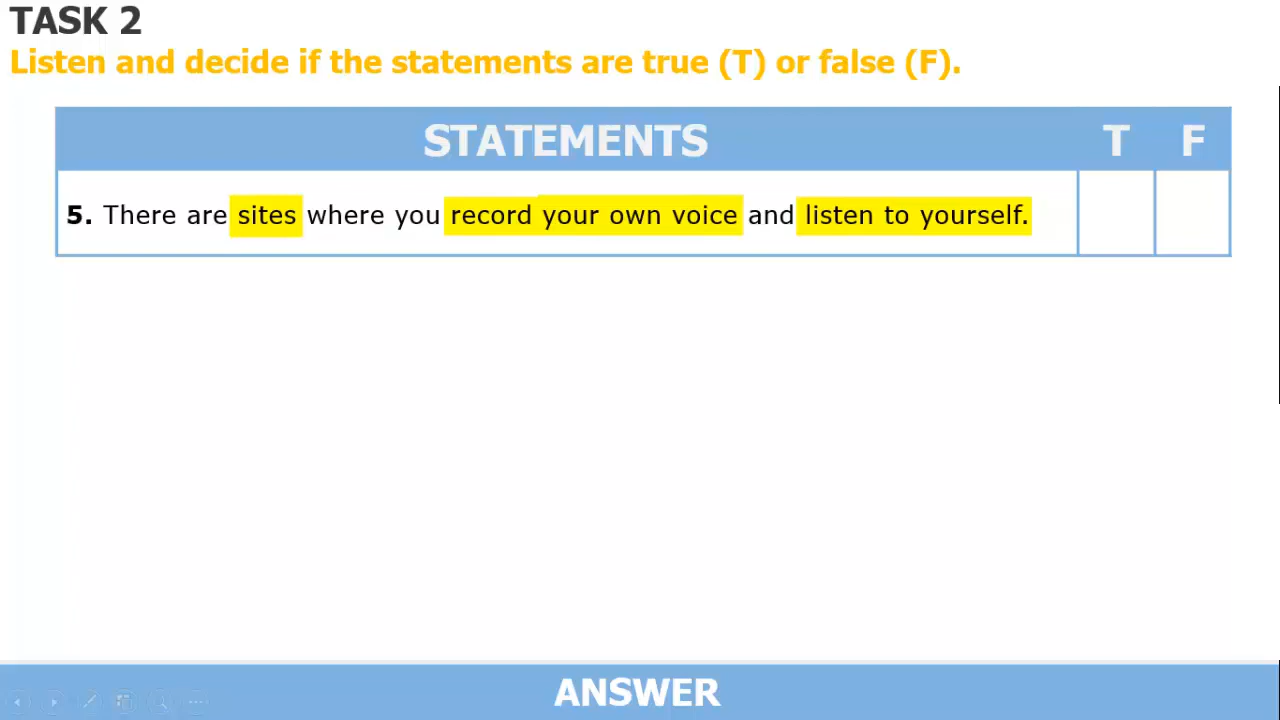 TASK 2
Listen and decide if the statements are true (T) or false (F).
STATEMENTS T F
5. There are sites where you record your own voice and listen to yourself.
ANSWER